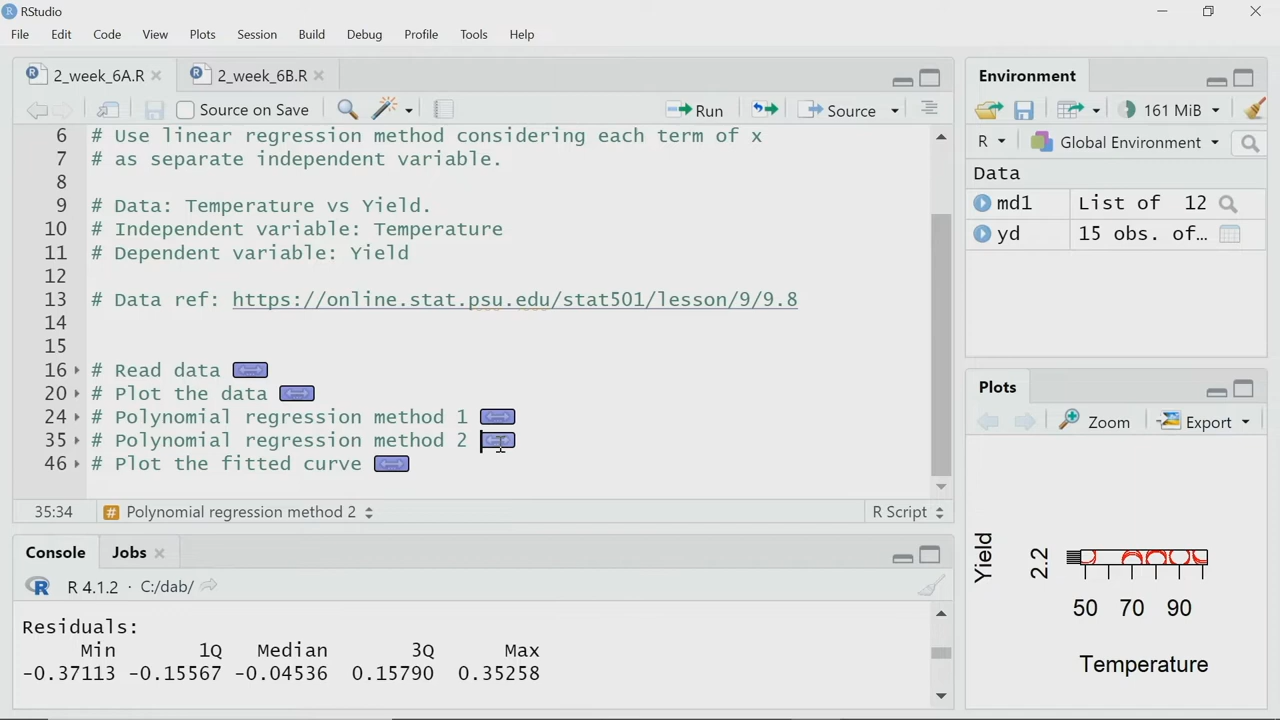 RStudio
File Edit Code View Plots Session Build Debug Profile Tools Help
2_week_6A.R 2_week_6B.R
Source on Save Run Source
6 # Use linear regression method considering each term of x
7 # as separate independent variable.
8
9 # Data: Temperature vs Yield.
10 # Independent variable: Temperature
11 # Dependent variable: Yield
12
13 # Data ref: https://online.stat.psu.edu/stat501/lesson/9/9.8
14
15
16 # Read data
20 # Plot the data
24 # Polynomial regression method 1
35 # Polynomial regression method 2
46 # Plot the fitted curve
35:34 # Polynomial regression method 2 R Script
Console Jobs
R R 4.1.2 · C:/dab/
Residuals:
Min 1Q Median 3Q Max
-0.37113 -0.15567 -0.04536 0.15790 0.35258
Environment
161 MiB
R Global Environment
Data
md1 List of 12
yd 15 obs. of…
Plots
Zoom Export
Yield
2.2
50 70 90
Temperature